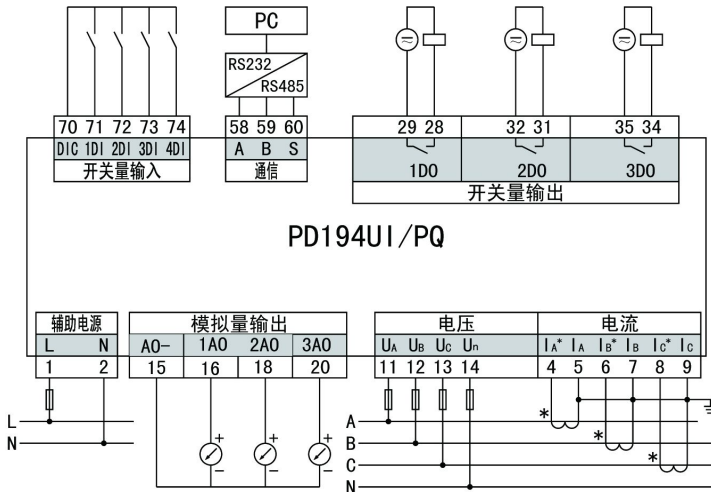 PC
RS232
RS485
70 71 72 73 74
DIC 1DI 2DI 3DI 4DI
开关量输入
58 59 60
A B S
通信
29 28 32 31 35 34
1DO 2DO 3DO
开关量输出
PD194UI/PQ
辅助电源
L N
1 2
模拟量输出
AO- 1AO 2AO 3AO
15 16 18 20
电压 电流
UA UB UC Un IA* IA IB* IB IC* IC
11 12 13 14 4 5 6 7 8 9
L
N
+ + +
- - -
A *
B *
C *
N